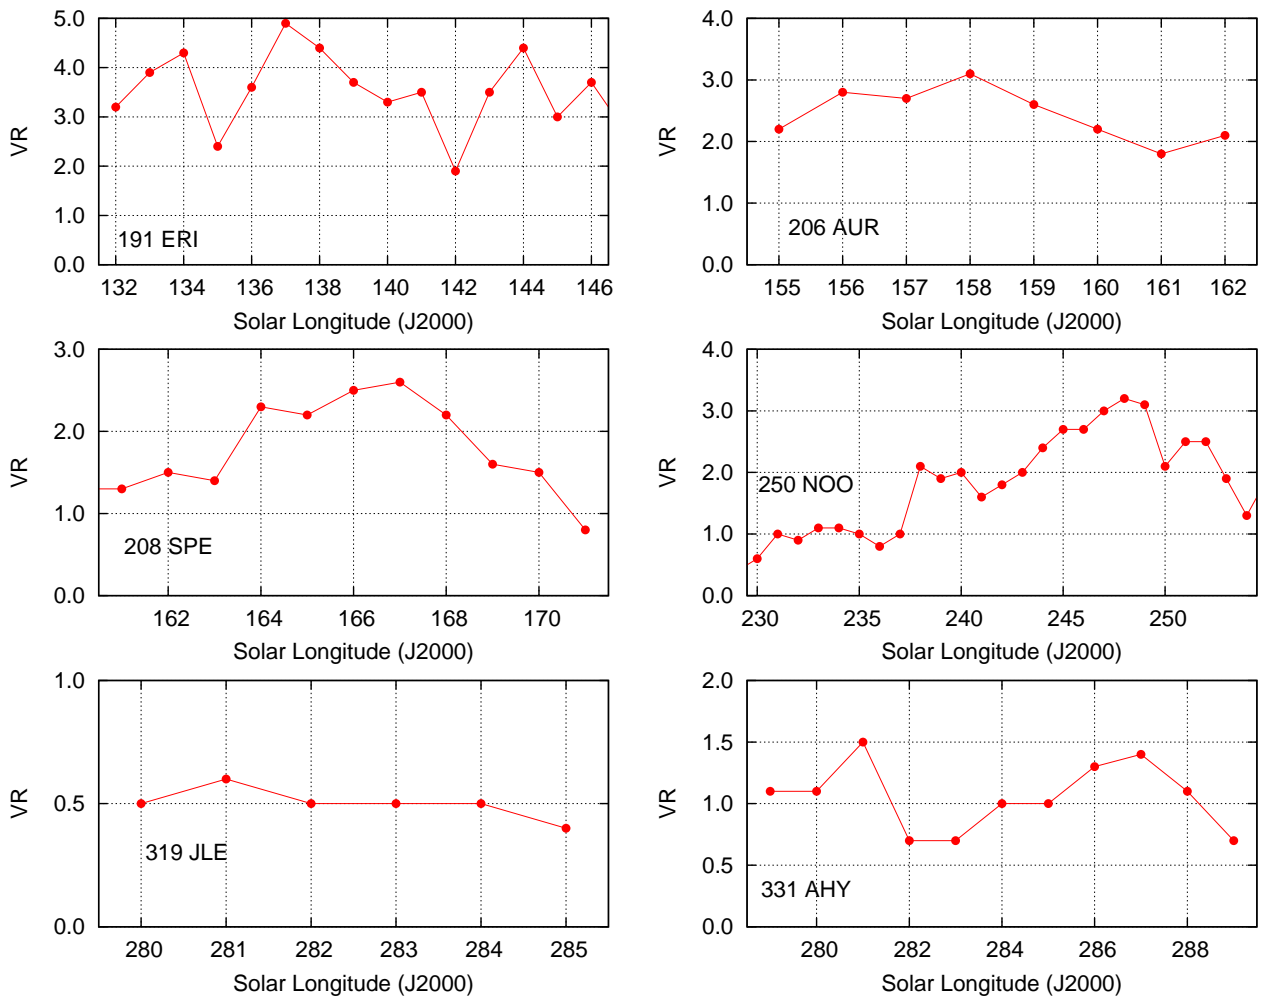 5.0
4.0
3.0
2.0
1.0
0.0
VR
191 ERI
132 134 136 138 140 142 144 146
Solar Longitude (J2000)
4.0
3.0
2.0
1.0
0.0
VR
206 AUR
155 156 157 158 159 160 161 162
Solar Longitude (J2000)
3.0
2.0
1.0
0.0
VR
208 SPE
162 164 166 168 170
Solar Longitude (J2000)
4.0
3.0
2.0
1.0
0.0
VR
250 NOO
230 235 240 245 250
Solar Longitude (J2000)
1.0
0.5
0.0
VR
319 JLE
280 281 282 283 284 285
Solar Longitude (J2000)
2.0
1.5
1.0
0.5
0.0
VR
331 AHY
280 282 284 286 288
Solar Longitude (J2000)